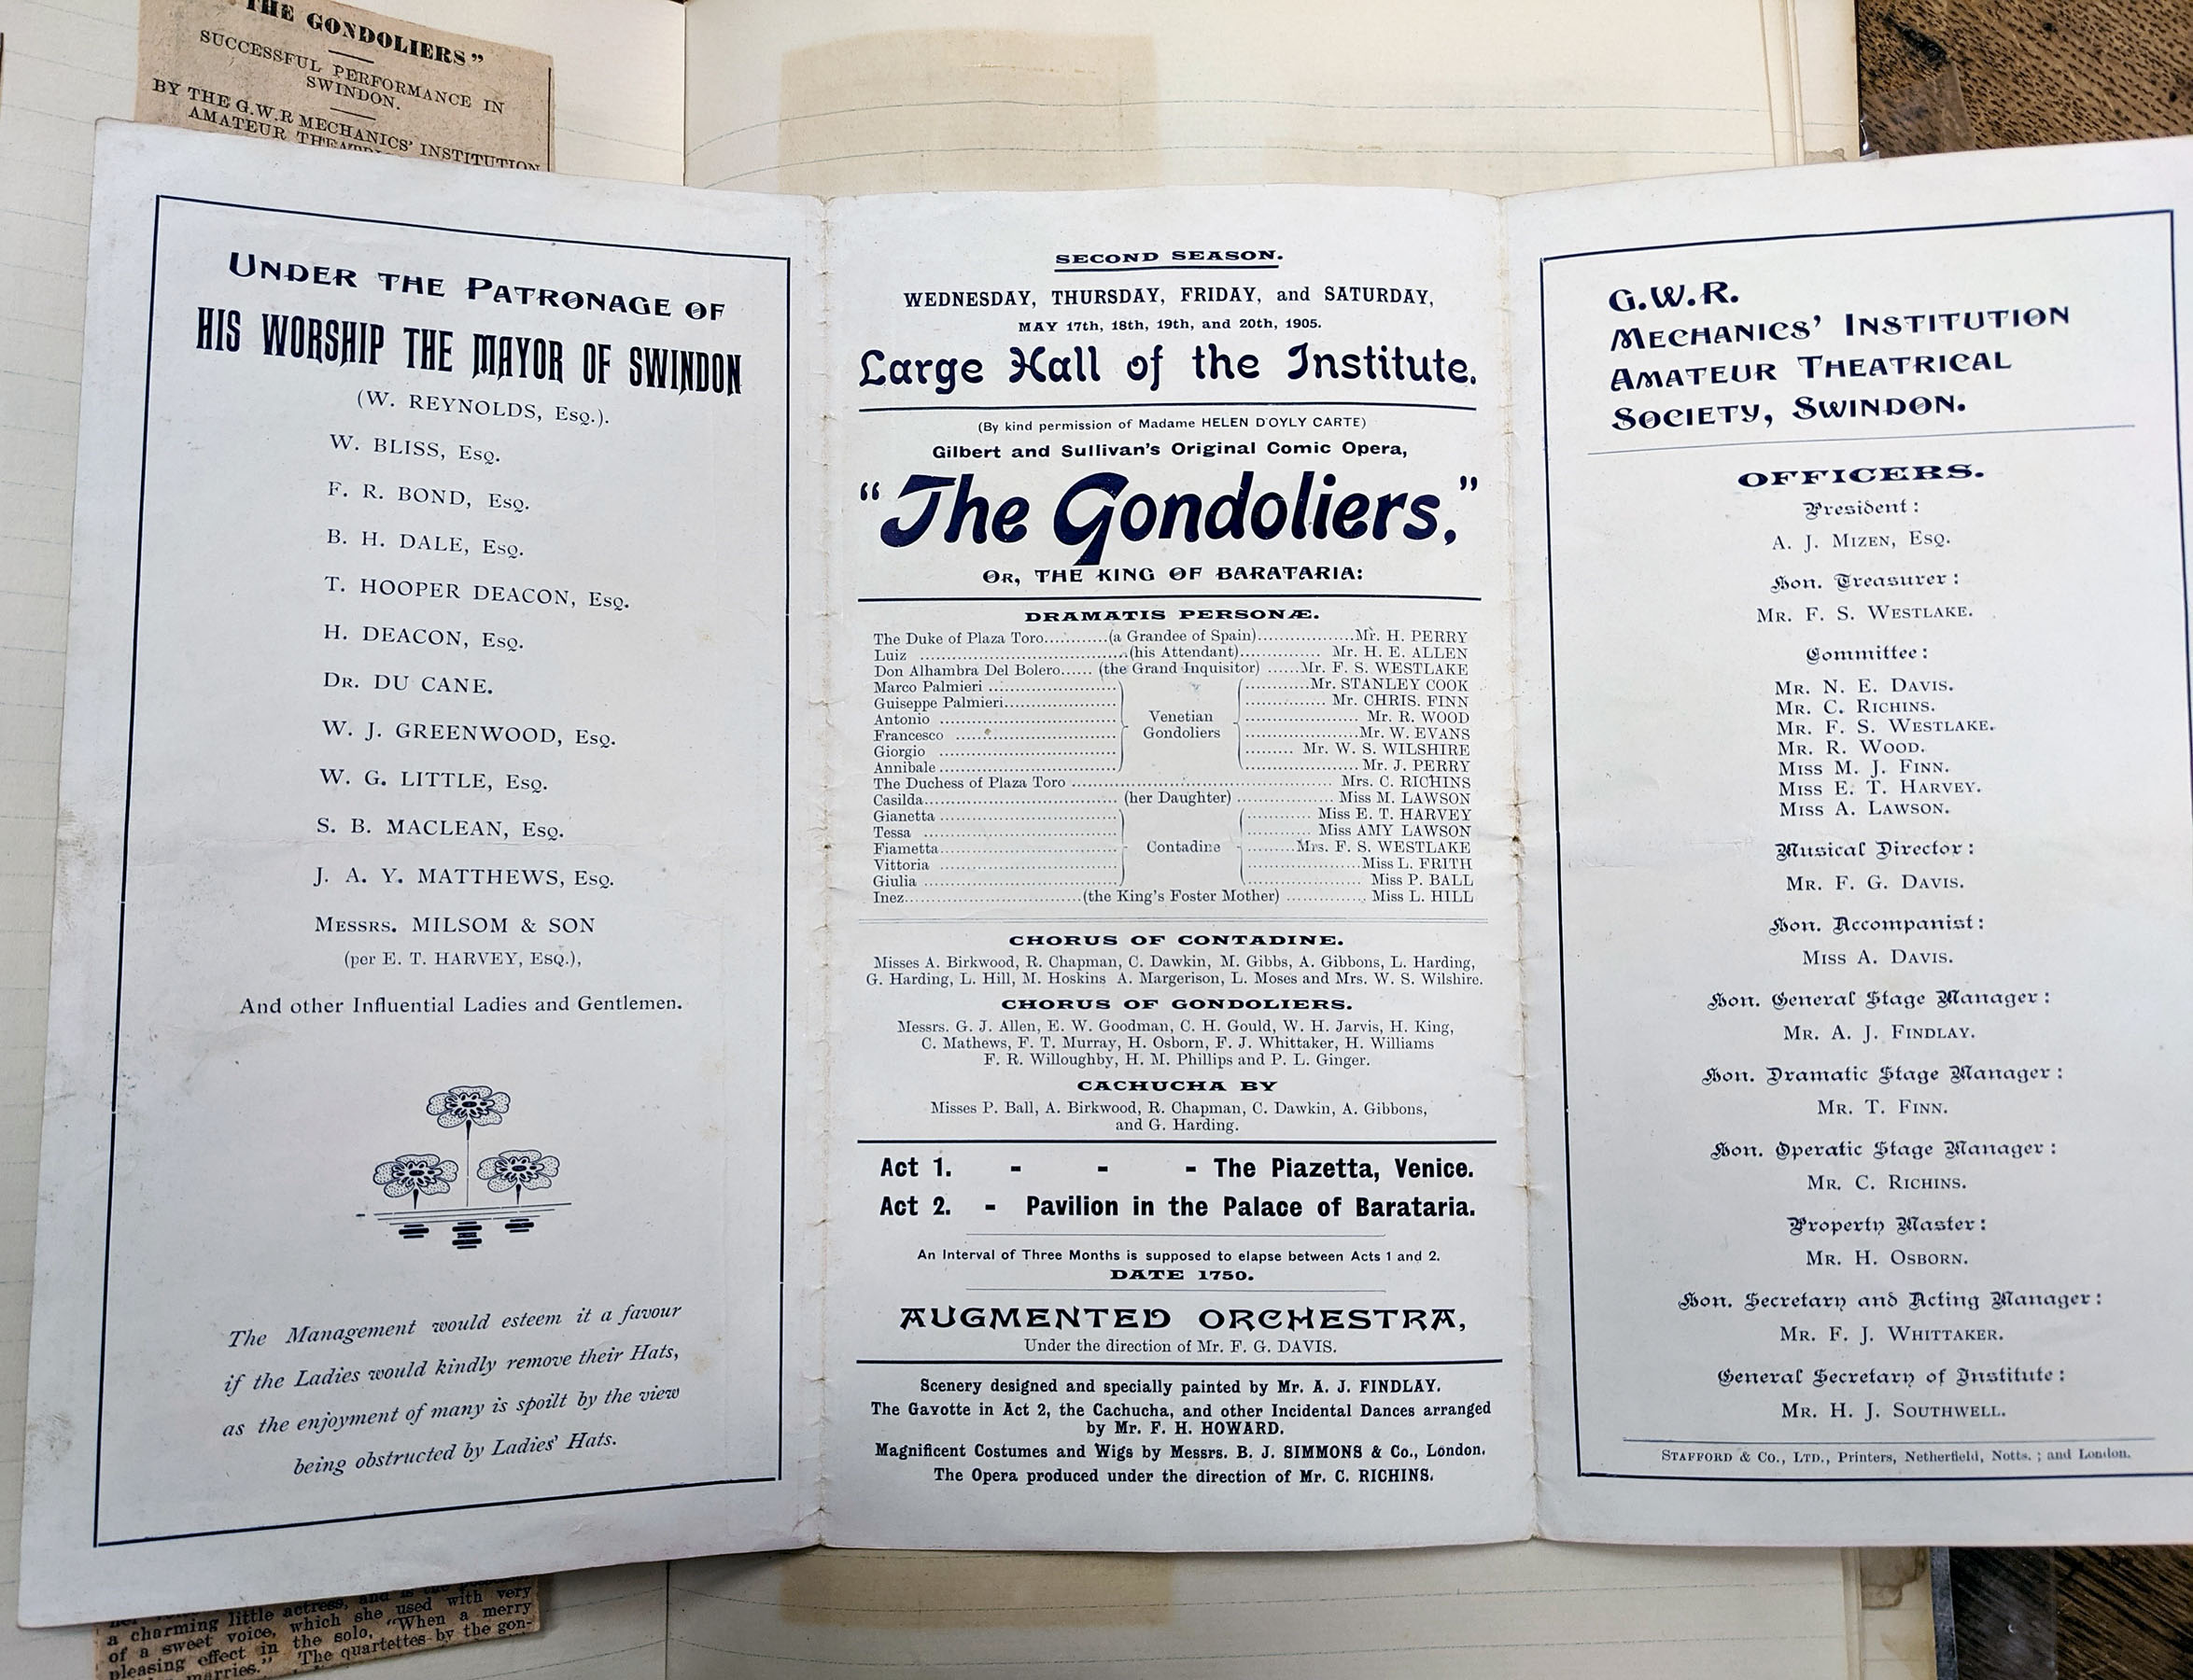 THE GONDOLIERS"
SUCCESSFUL PERFORMANCE IN
SWINDON.
BY THE G.W.R MECHANICS' INSTITUTION
AMATEUR
UNDER THE PATRONAGE OF
HIS WORSHIP THE MAYOR OF SWINDON
(W. REYNOLDS, ESQ.).
W. BLISS, ESQ.
F. R. BOND, ESQ.
B. H. DALE, ESQ.
T. HOOPER DEACON, ESQ.
H. DEACON, ESQ.
DR. DU CANE.
W. J. GREENWOOD, ESQ.
W. G. LITTLE, ESQ.
S. B. MACLEAN, ESQ.
J. A. Y. MATTHEWS, ESQ.
MESSRS. MILSOM & SON
(per E. T. HARVEY, ESQ.),
And other Influential Ladies and Gentlemen.
The Management would esteem it a favour
if the Ladies would kindly remove their Hats,
as the enjoyment of many is spoilt by the view
being obstructed by Ladies' Hats.
SECOND SEASON.
WEDNESDAY, THURSDAY, FRIDAY, and SATURDAY,
MAY 17th, 18th, 19th, and 20th, 1905.
Large Hall of the Institute.
(By kind permission of Madame HELEN D'OYLY CARTE)
Gilbert and Sullivan's Original Comic Opera,
"The Gondoliers,"
OR, THE KING OF BARATARIA:
DRAMATIS PERSONÆ.
The Duke of Plaza Toro...........(a Grandee of Spain).................Mr. H. PERRY
Luiz ....................................(his Attendant).............. Mr. H. E. ALLEN
Don Alhambra Del Bolero...... (the Grand Inquisitor) ......Mr. F. S. WESTLAKE
Marco Palmieri ........................ ............Mr. STANLEY COOK
Guiseppe Palmieri..................... ............... Mr. CHRIS. FINN
Antonio ................................. Venetian ...................... Mr. R. WOOD
Francesco .............................. Gondoliers .....................Mr. W. EVANS
Giorgio ................................. ......... Mr. W. S. WILSHIRE
Annibale................................. ...................... Mr. J. PERRY
The Duchess of Plaza Toro ................................................ Mrs. C. RICHINS
Casilda.................................... (her Daughter) ................... Miss M. LAWSON
Gianetta ................................. ............ Miss E. T. HARVEY
Tessa .................................... ............ Miss AMY LAWSON
Fiametta................................. Contadine .........Mrs. F. S. WESTLAKE
Vittoria ................................. .....................Miss L. FRITH
Giulia .................................... ..................... Miss P. BALL
Inez.................................(the King's Foster Mother) ............... Miss L. HILL
CHORUS OF CONTADINE.
Misses A. Birkwood, R. Chapman, C. Dawkin, M. Gibbs, A. Gibbons, L. Harding,
G. Harding, L. Hill, M. Hoskins A. Margerison, L. Moses and Mrs. W. S. Wilshire.
CHORUS OF GONDOLIERS.
Messrs. G. J. Allen, E. W. Goodman, C. H. Gould, W. H. Jarvis, H. King,
C. Mathews, F. T. Murray, H. Osborn, F. J. Whittaker, H. Williams
F. R. Willoughby, H. M. Phillips and P. L. Ginger.
CACHUCHA BY
Misses P. Ball, A. Birkwood, R. Chapman, C. Dawkin, A. Gibbons,
and G. Harding.
Act 1. - - - The Piazetta, Venice.
Act 2. - Pavilion in the Palace of Barataria.
An Interval of Three Months is supposed to elapse between Acts 1 and 2.
DATE 1750.
AUGMENTED ORCHESTRA,
Under the direction of Mr. F. G. DAVIS.
Scenery designed and specially painted by Mr. A. J. FINDLAY.
The Gavotte in Act 2, the Cachucha, and other Incidental Dances arranged
by Mr. F. H. HOWARD.
Magnificent Costumes and Wigs by Messrs. B. J. SIMMONS & Co., London.
The Opera produced under the direction of Mr. C. RICHINS.
G.W.R.
MECHANICS' INSTITUTION
AMATEUR THEATRICAL
SOCIETY, SWINDON.
OFFICERS.
President:
A. J. MIZEN, ESQ.
Hon. Treasurer:
MR. F. S. WESTLAKE.
Committee:
MR. N. E. DAVIS.
MR. C. RICHINS.
MR. F. S. WESTLAKE.
MR. R. WOOD.
MISS M. J. FINN.
MISS E. T. HARVEY.
MISS A. LAWSON.
Musical Director:
MR. F. G. DAVIS.
Hon. Accompanist:
MISS A. DAVIS.
Hon. General Stage Manager:
MR. A. J. FINDLAY.
Hon. Dramatic Stage Manager:
MR. T. FINN.
Hon. Operatic Stage Manager:
MR. C. RICHINS.
Property Master:
MR. H. OSBORN.
Hon. Secretary and Acting Manager:
MR. F. J. WHITTAKER.
General Secretary of Institute:
MR. H. J. SOUTHWELL.
STAFFORD & CO., LTD., Printers, Netherfield, Notts.; and London.
a charming little actress, and is the
of a sweet voice, which she used with very
pleasing effect in the solo, "When a merry
marries." The quartettes by the gon-